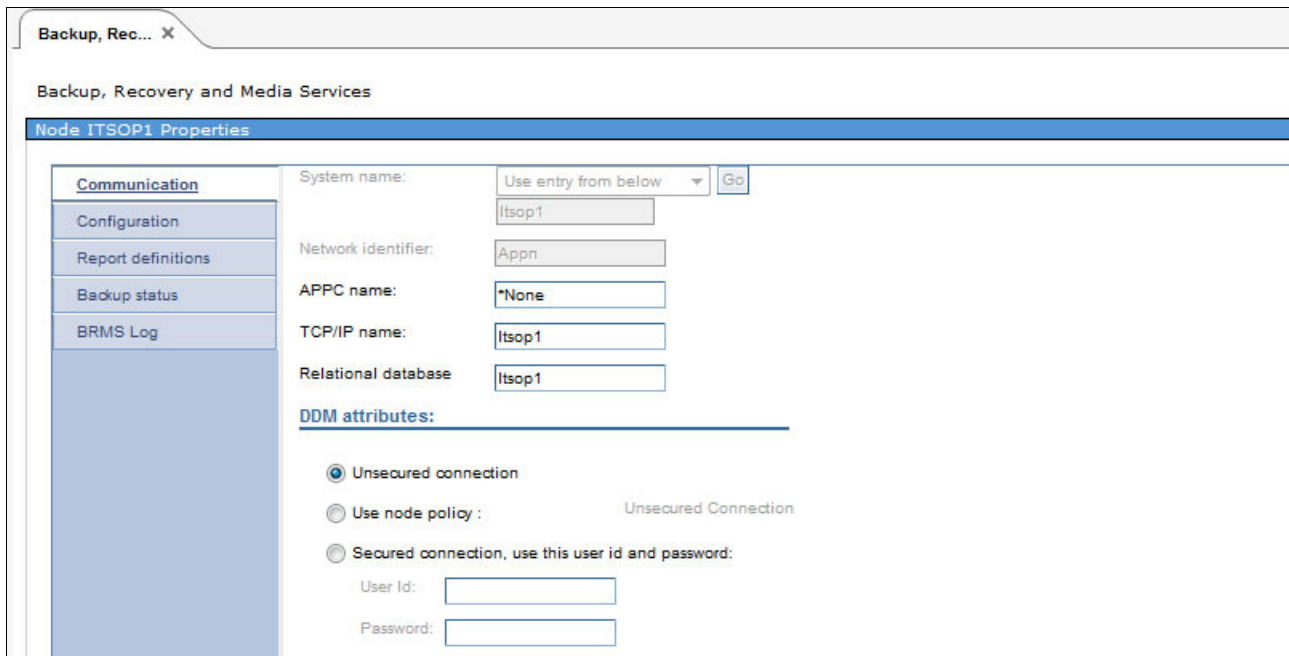 Backup, Rec... ✕
Backup, Recovery and Media Services
Node ITSOP1 Properties
Communication
Configuration
Report definitions
Backup status
BRMS Log
System name: Use entry from below Go
Itsop1
Network identifier: Appn
APPC name: *None
TCP/IP name: Itsop1
Relational database Itsop1
DDM attributes:
Unsecured connection
Use node policy : Unsecured Connection
Secured connection, use this user id and password:
User Id:
Password: